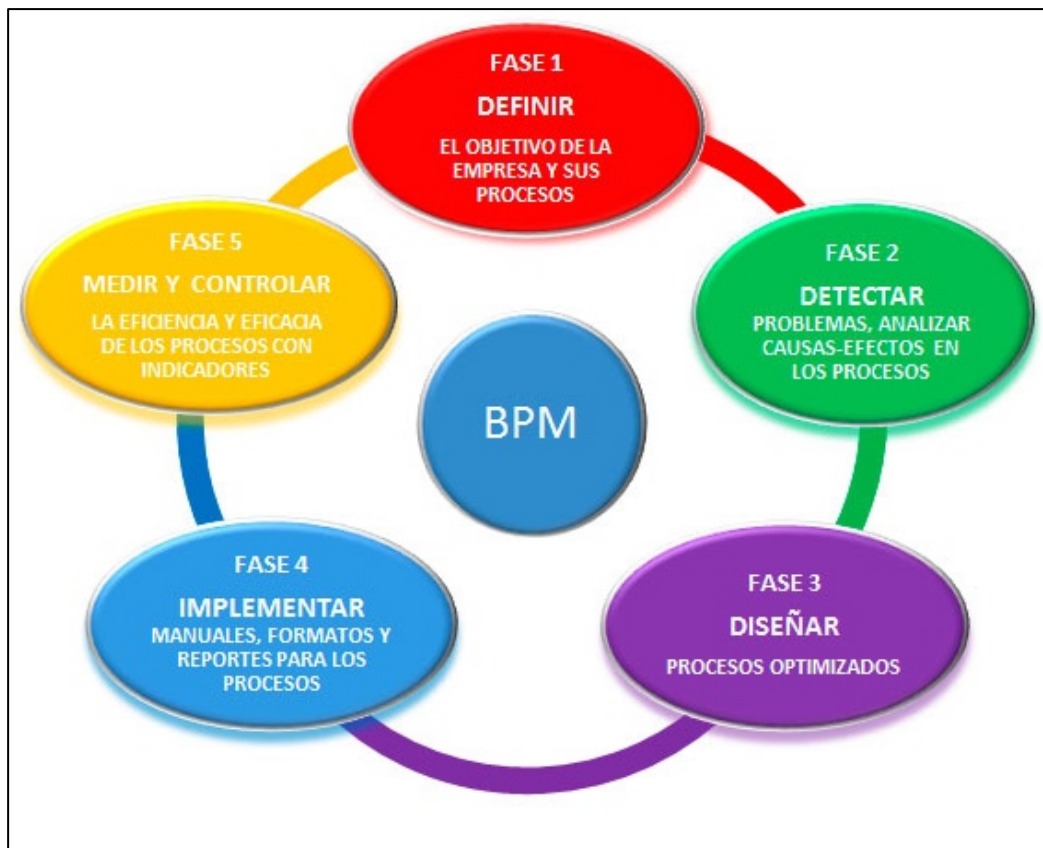 FASE 1
DEFINIR
EL OBJETIVO DE LA
EMPRESA Y SUS
PROCESOS
FASE 2
DETECTAR
PROBLEMAS, ANALIZAR
CAUSAS-EFECTOS EN
LOS PROCESOS
FASE 3
DISEÑAR
PROCESOS OPTIMIZADOS
FASE 4
IMPLEMENTAR
MANUALES, FORMATOS Y
REPORTES PARA LOS
PROCESOS
FASE 5
MEDIR Y CONTROLAR
LA EFICIENCIA Y EFICACIA
DE LOS PROCESOS CON
INDICADORES
BPM